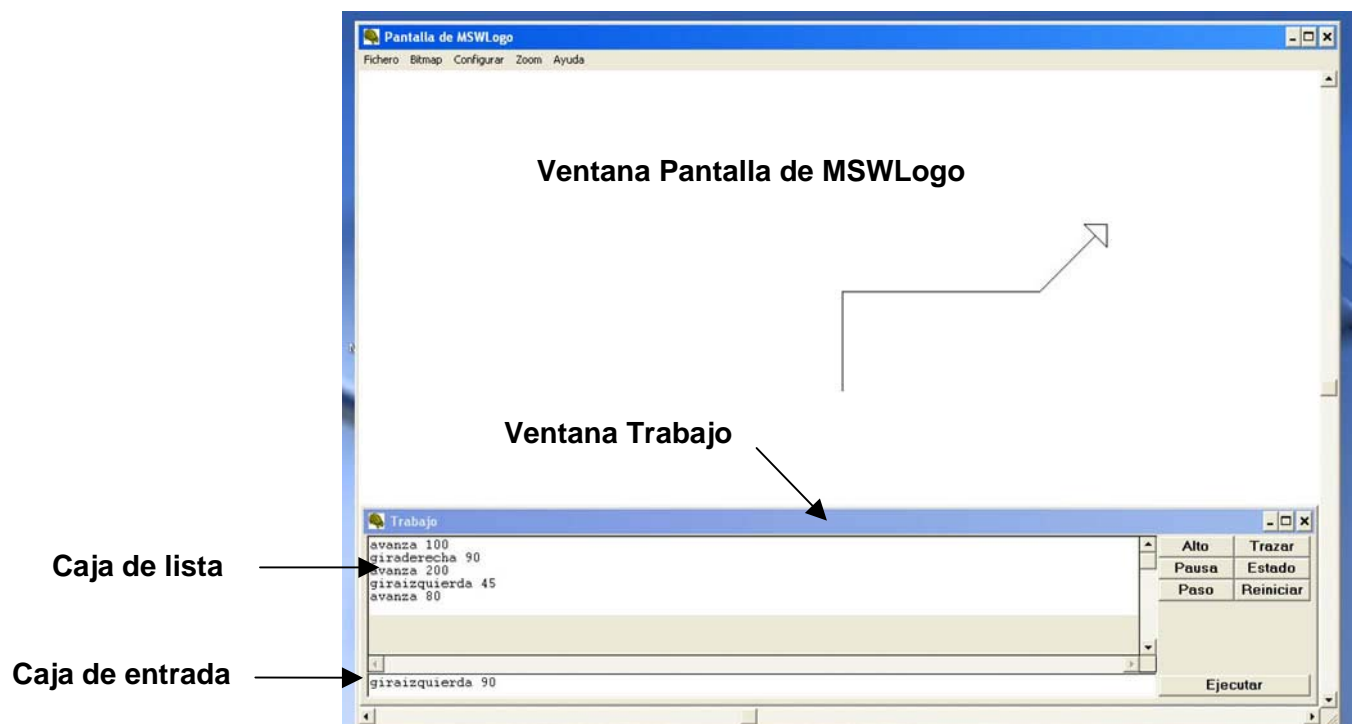 Pantalla de MSWLogo
Fichero Bitmap Configurar Zoom Ayuda
Ventana Pantalla de MSWLogo
Ventana Trabajo
Trabajo
avanza 100
giraderecha 90
avanza 200
giraizquierda 45
avanza 80
Alto Trazar
Pausa Estado
Paso Reiniciar
Caja de lista
Caja de entrada
giraizquierda 90
Ejecutar